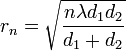 r_n = \sqrt{\frac{n\lambda d_1 d_2}{d_1 + d_2}}